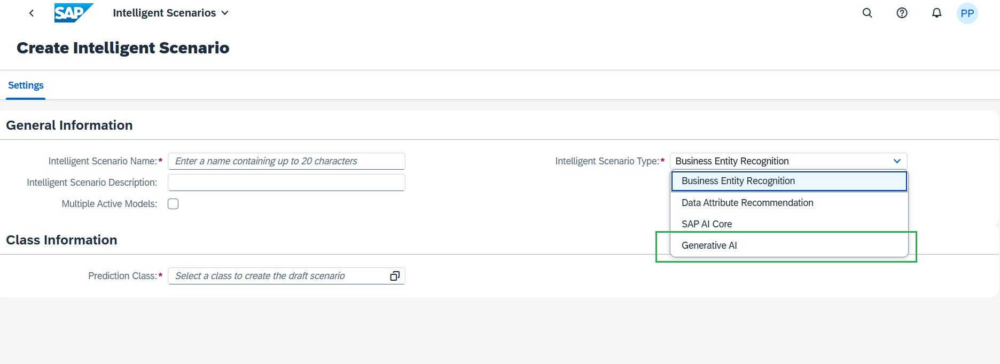 SAP Intelligent Scenarios PP
Create Intelligent Scenario
Settings
General Information
Intelligent Scenario Name:* Enter a name containing up to 20 characters
Intelligent Scenario Type:* Business Entity Recognition
Intelligent Scenario Description:
Business Entity Recognition
Multiple Active Models:
Data Attribute Recommendation
SAP AI Core
Generative AI
Class Information
Prediction Class:* Select a class to create the draft scenario